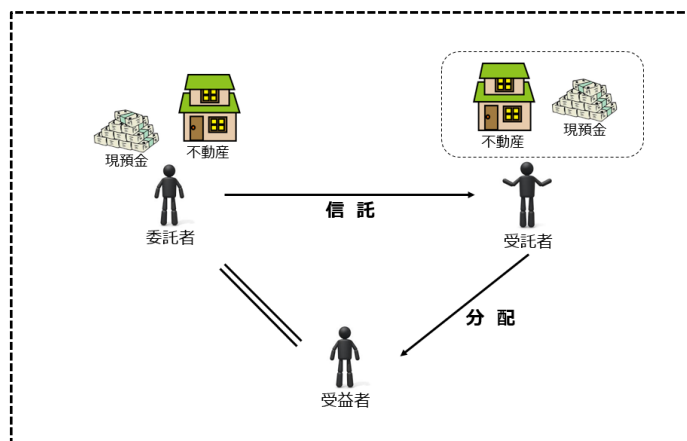 現預金
不動産
委託者
信託
不動産
現預金
受託者
分配
受益者